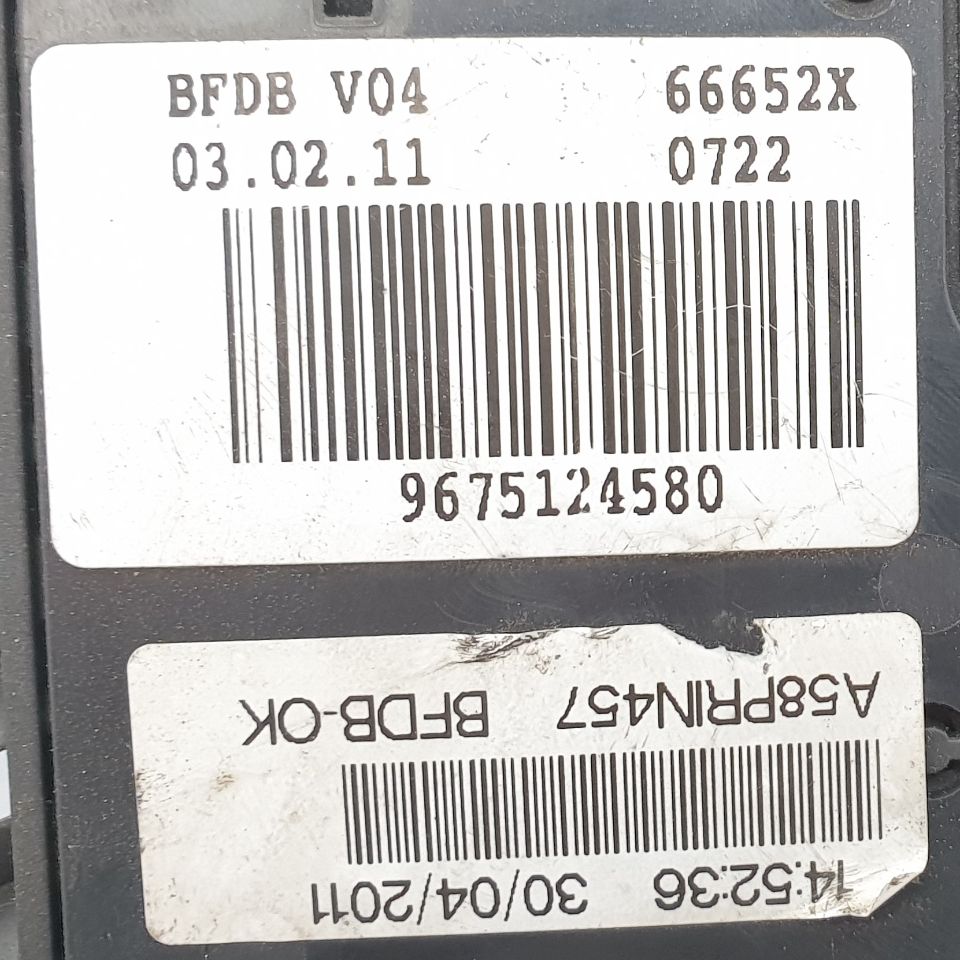 BFDB V04 66652X
03.02.11 0722
9675124580
14:52:36 30/04/2011
A58PRIN457 BFDB-OK